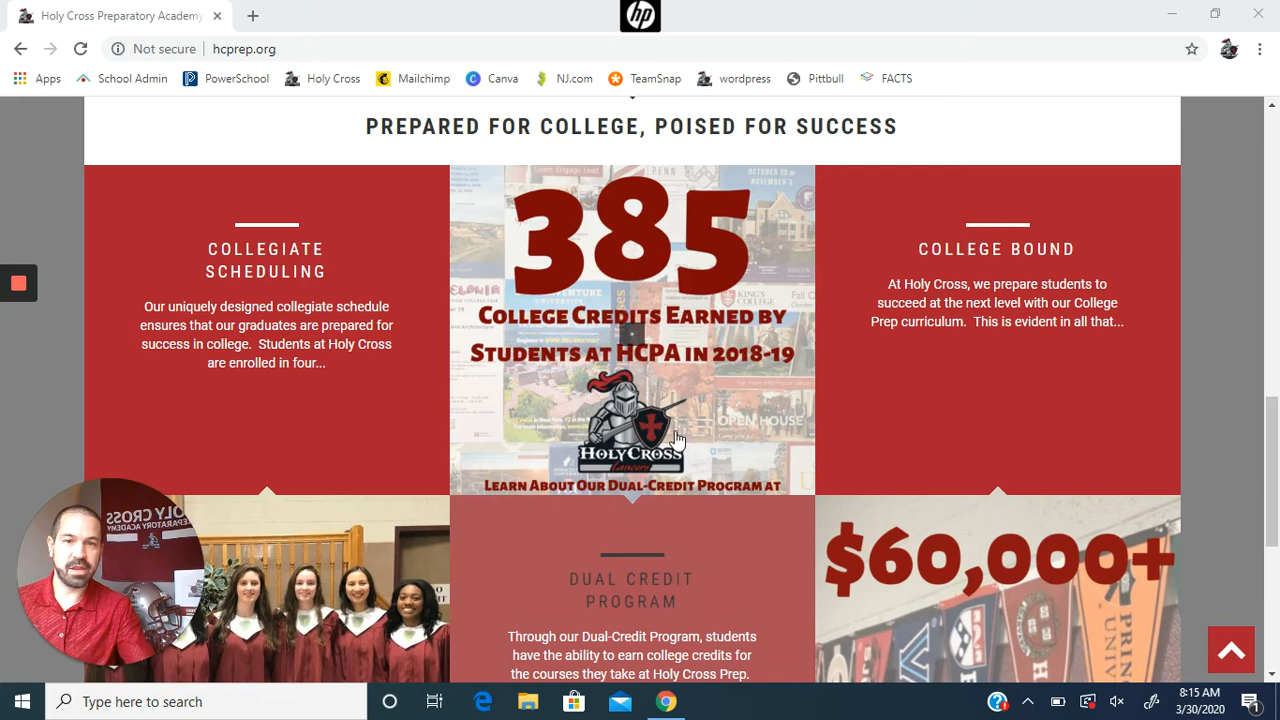 Holy Cross Preparatory Academy
hp
Not secure hcprep.org
Apps School Admin PowerSchool Holy Cross Mailchimp Canva NJ.com TeamSnap wordpress Pittbull FACTS
PREPARED FOR COLLEGE, POISED FOR SUCCESS
COLLEGIATE
SCHEDULING
Our uniquely designed collegiate schedule
ensures that our graduates are prepared for
success in college. Students at Holy Cross
are enrolled in four...
385
College Credits Earned by
Students at HCPA in 2018-19
HolyCross
Lancers
Learn About Our Dual-Credit Program at
COLLEGE BOUND
At Holy Cross, we prepare students to
succeed at the next level with our College
Prep curriculum. This is evident in all that...
OPEN HOUSE
KING'S
COLLEGE
DUAL CREDIT
PROGRAM
Through our Dual-Credit Program, students
have the ability to earn college credits for
the courses they take at Holy Cross Prep.
$60,000+
Type here to search
8:15 AM
3/30/2020